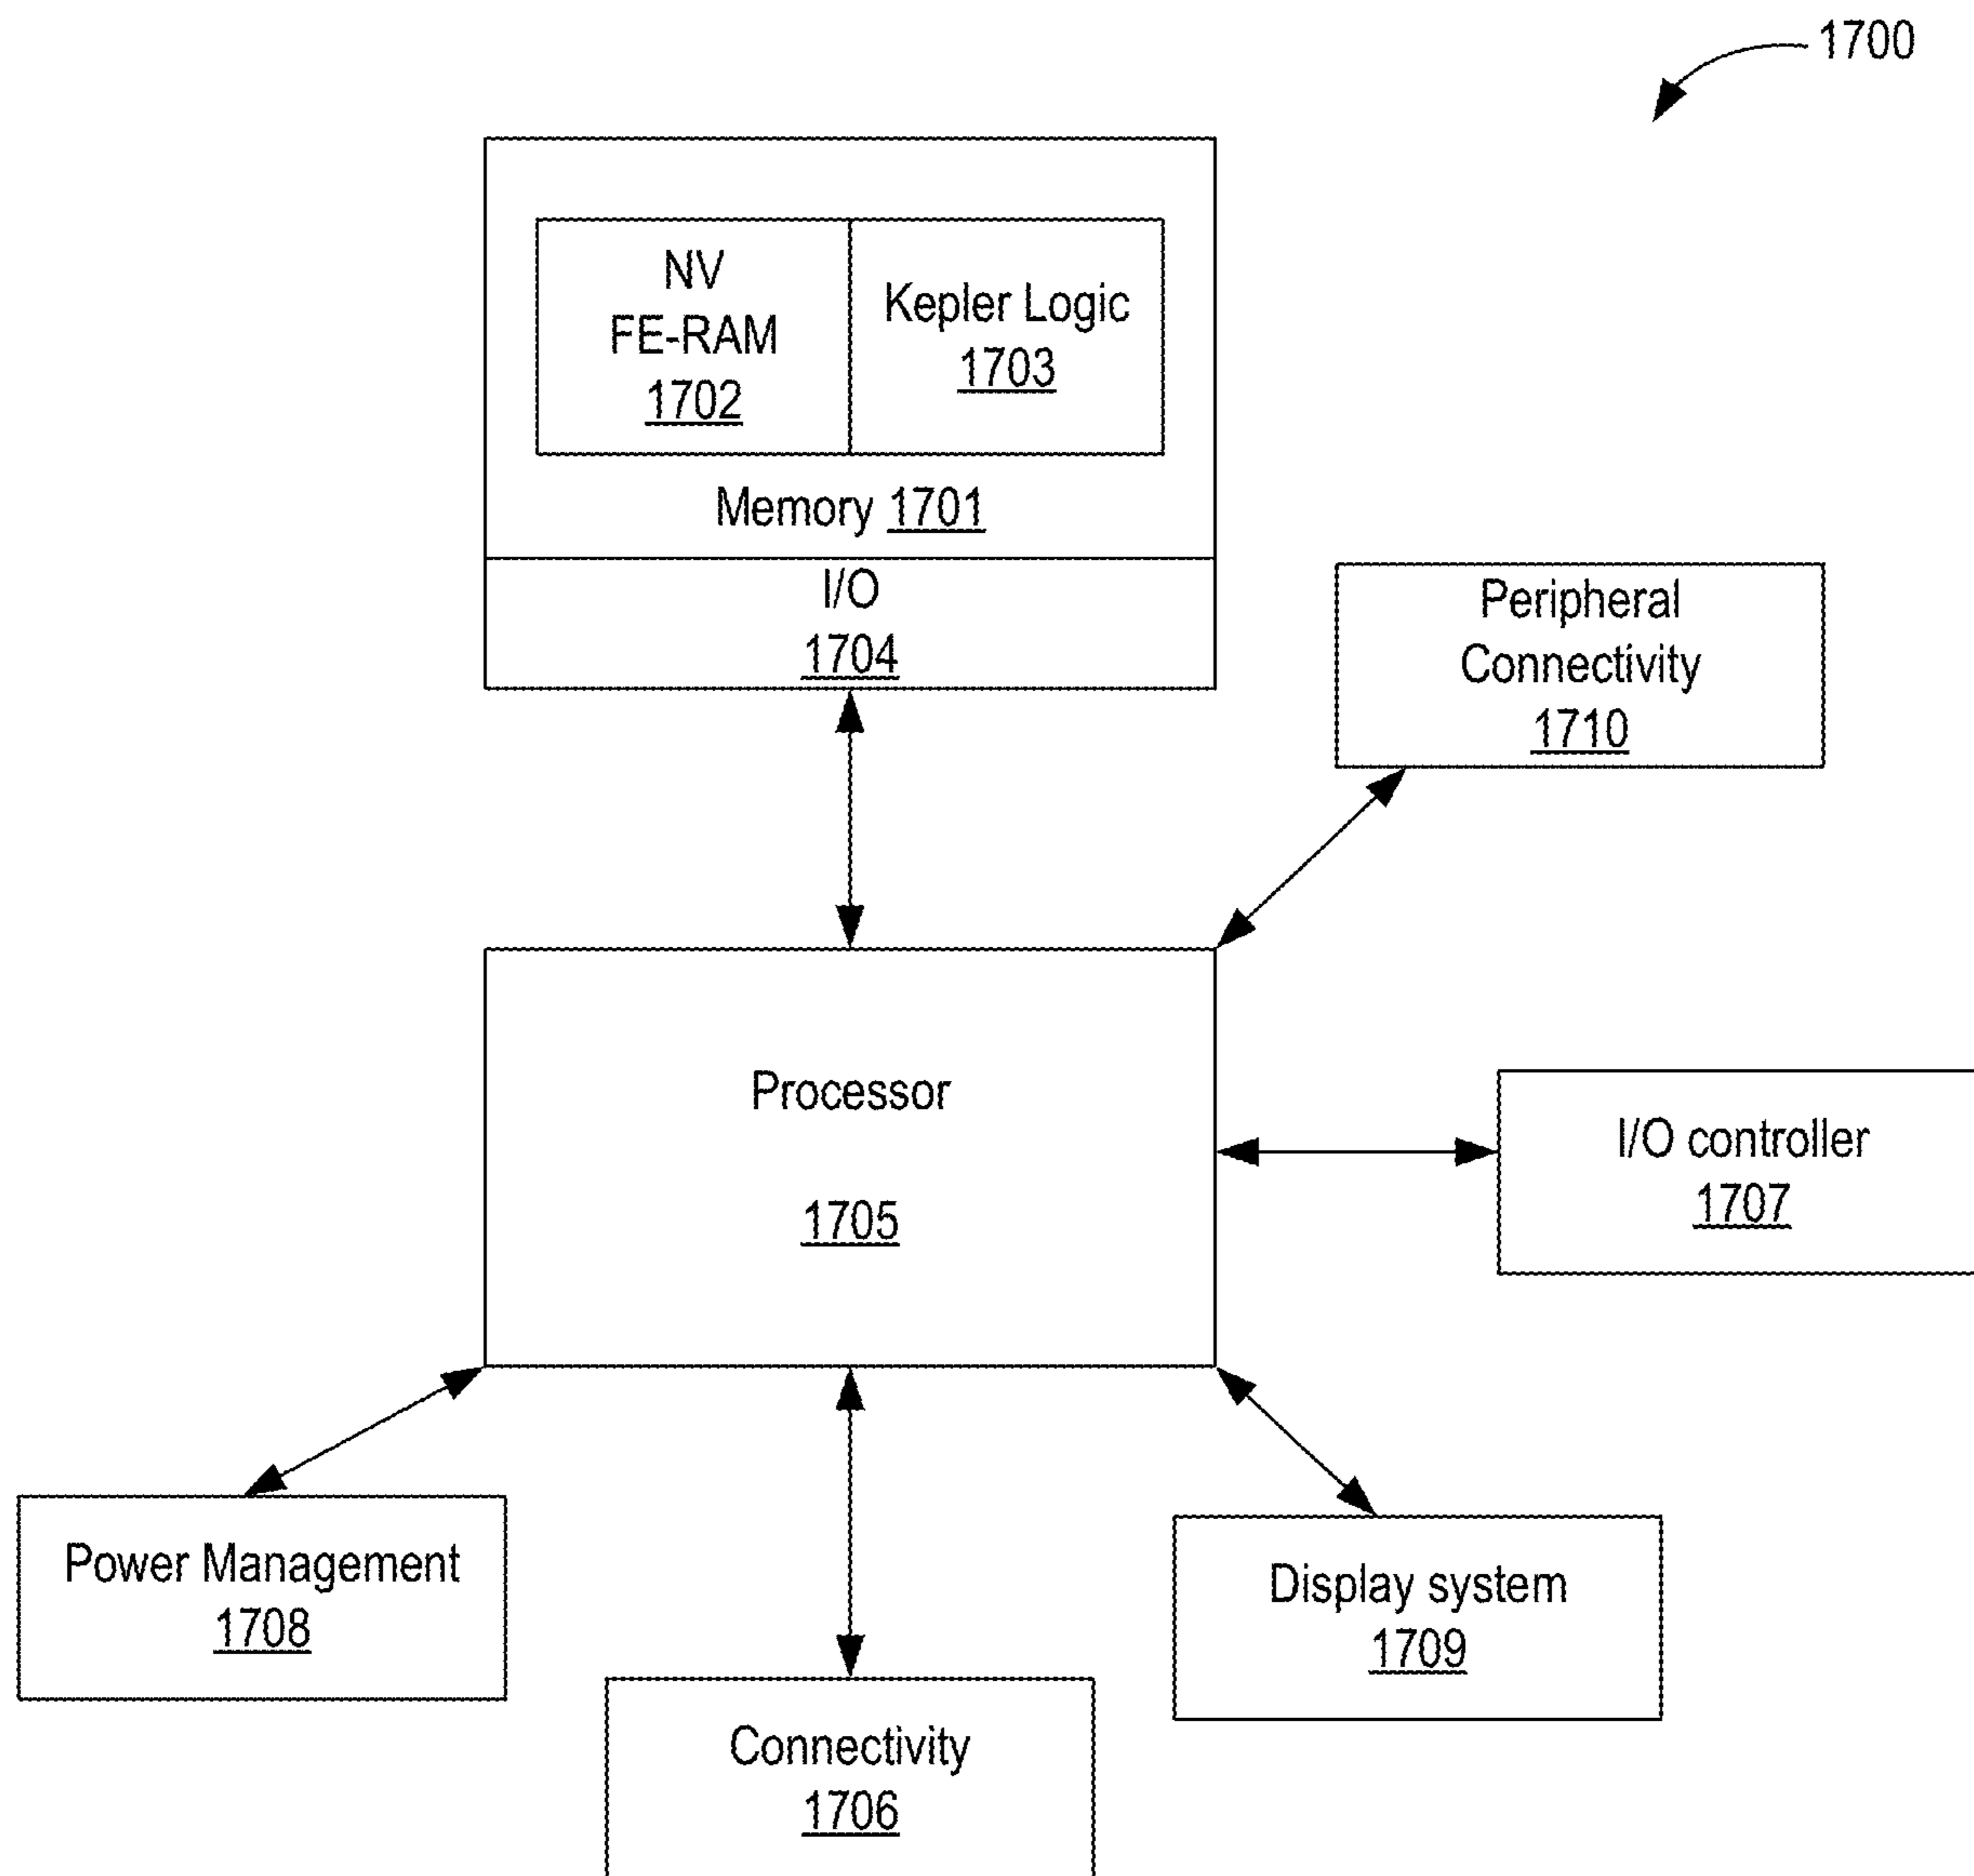 1700
NV
FE-RAM
1702
Kepler Logic
1703
Memory 1701
I/O
1704
Peripheral
Connectivity
1710
Processor
1705
I/O controller
1707
Power Management
1708
Display system
1709
Connectivity
1706